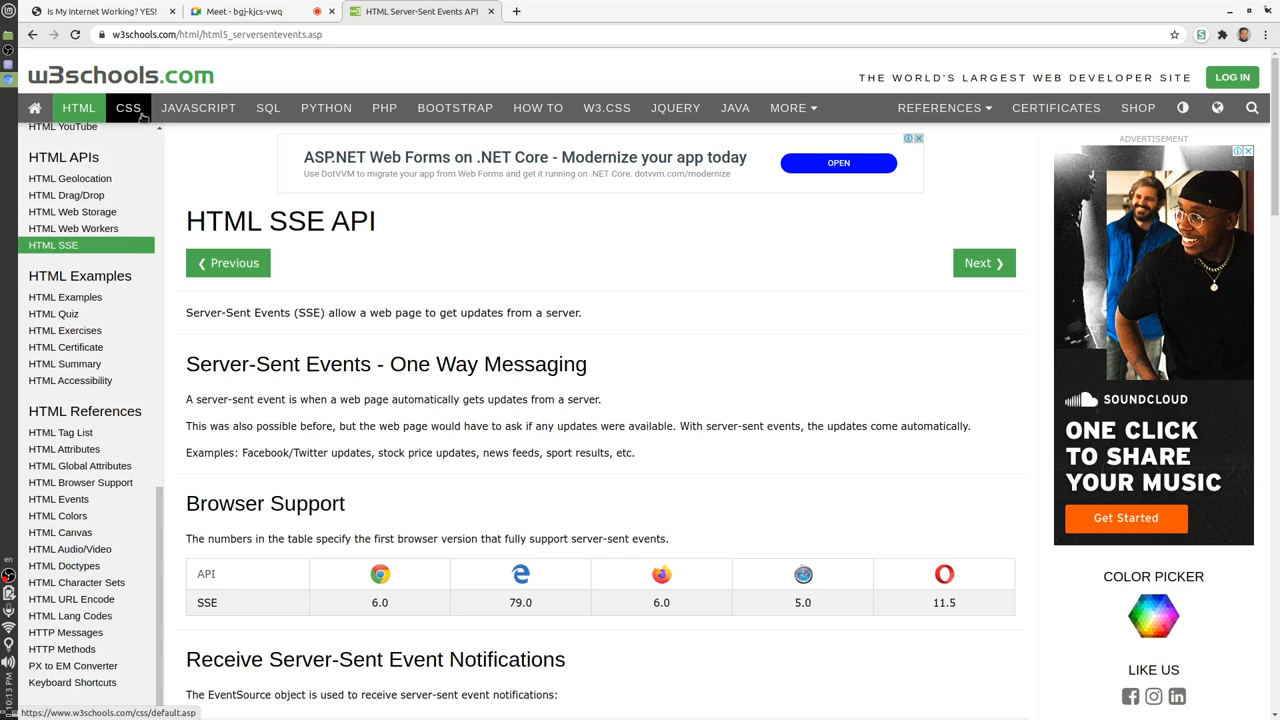 Is My Internet Working? YES!
Meet - bgj-kjcs-vwq
HTML Server-Sent Events API
w3schools.com/html/html5_serversentevents.asp
w3schools.com
THE WORLD'S LARGEST WEB DEVELOPER SITE
LOG IN
HTML CSS JAVASCRIPT SQL PYTHON PHP BOOTSTRAP HOW TO W3.CSS JQUERY JAVA MORE REFERENCES CERTIFICATES SHOP
HTML YouTube
HTML APIs
HTML Geolocation
HTML Drag/Drop
HTML Web Storage
HTML Web Workers
HTML SSE
HTML Examples
HTML Examples
HTML Quiz
HTML Exercises
HTML Certificate
HTML Summary
HTML Accessibility
HTML References
HTML Tag List
HTML Attributes
HTML Global Attributes
HTML Browser Support
HTML Events
HTML Colors
HTML Canvas
HTML Audio/Video
HTML Doctypes
HTML Character Sets
HTML URL Encode
HTML Lang Codes
HTTP Messages
HTTP Methods
PX to EM Converter
Keyboard Shortcuts
ASP.NET Web Forms on .NET Core - Modernize your app today
Use DotVVM to migrate your app from Web Forms and get it running on .NET Core. dotvvm.com/modernize
OPEN
HTML SSE API
❮ Previous
Next ❯
Server-Sent Events (SSE) allow a web page to get updates from a server.
Server-Sent Events - One Way Messaging
A server-sent event is when a web page automatically gets updates from a server.
This was also possible before, but the web page would have to ask if any updates were available. With server-sent events, the updates come automatically.
Examples: Facebook/Twitter updates, stock price updates, news feeds, sport results, etc.
Browser Support
The numbers in the table specify the first browser version that fully support server-sent events.
API
SSE 6.0 79.0 6.0 5.0 11.5
Receive Server-Sent Event Notifications
The EventSource object is used to receive server-sent event notifications:
ADVERTISEMENT
SOUNDCLOUD
ONE CLICK
TO SHARE
YOUR MUSIC
Get Started
COLOR PICKER
LIKE US
en
10:13 PM
https://www.w3schools.com/css/default.asp